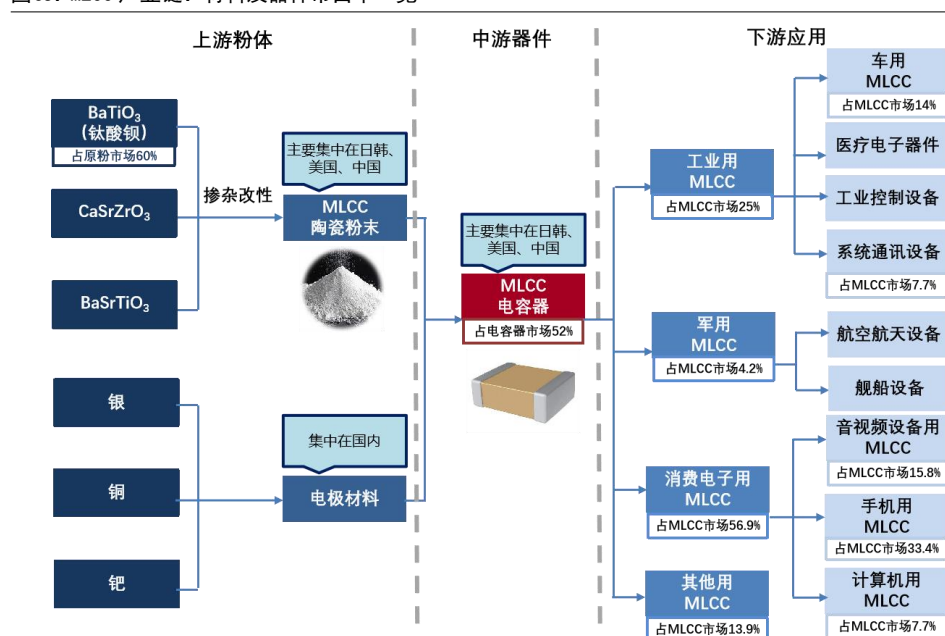 上游粉体
中游器件
下游应用
BaTiO₃
(钛酸钡)
占原粉市场60%
CaSrZrO₃
BaSrTiO₃
掺杂改性
主要集中在日韩、
美国、中国
MLCC
陶瓷粉末
银
铜
钯
集中在国内
电极材料
主要集中在日韩、
美国、中国
MLCC
电容器
占电容器市场52%
工业用
MLCC
占MLCC市场25%
军用
MLCC
占MLCC市场4.2%
消费电子用
MLCC
占MLCC市场56.9%
其他用
MLCC
占MLCC市场13.9%
车用
MLCC
占MLCC市场14%
医疗电子器件
工业控制设备
系统通讯设备
占MLCC市场7.7%
航空航天设备
舰船设备
音视频设备用
MLCC
占MLCC市场15.8%
手机用
MLCC
占MLCC市场33.4%
计算机用
MLCC
占MLCC市场7.7%